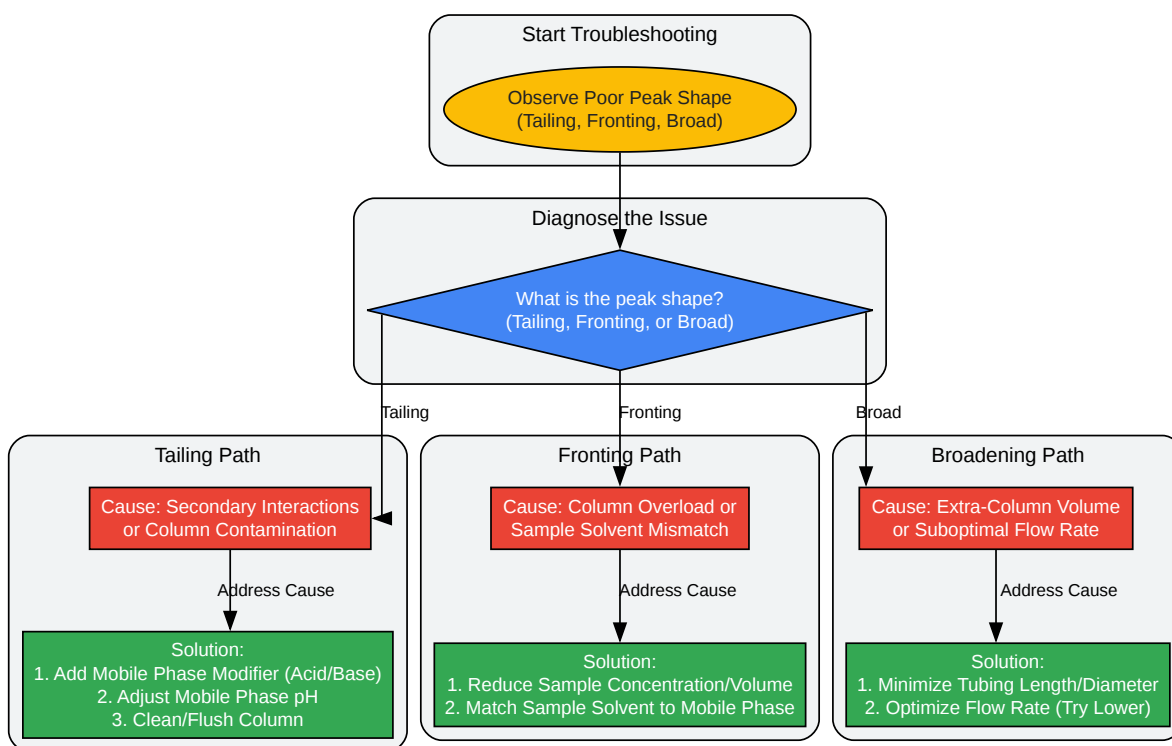 Start Troubleshooting
Observe Poor Peak Shape
(Tailing, Fronting, Broad)
Diagnose the Issue
What is the peak shape?
(Tailing, Fronting, or Broad)
Tailing
Fronting
Broad
Tailing Path
Cause: Secondary Interactions
or Column Contamination
Address Cause
Solution:
1. Add Mobile Phase Modifier (Acid/Base)
2. Adjust Mobile Phase pH
3. Clean/Flush Column
Fronting Path
Cause: Column Overload or
Sample Solvent Mismatch
Address Cause
Solution:
1. Reduce Sample Concentration/Volume
2. Match Sample Solvent to Mobile Phase
Broadening Path
Cause: Extra-Column Volume
or Suboptimal Flow Rate
Address Cause
Solution:
1. Minimize Tubing Length/Diameter
2. Optimize Flow Rate (Try Lower)